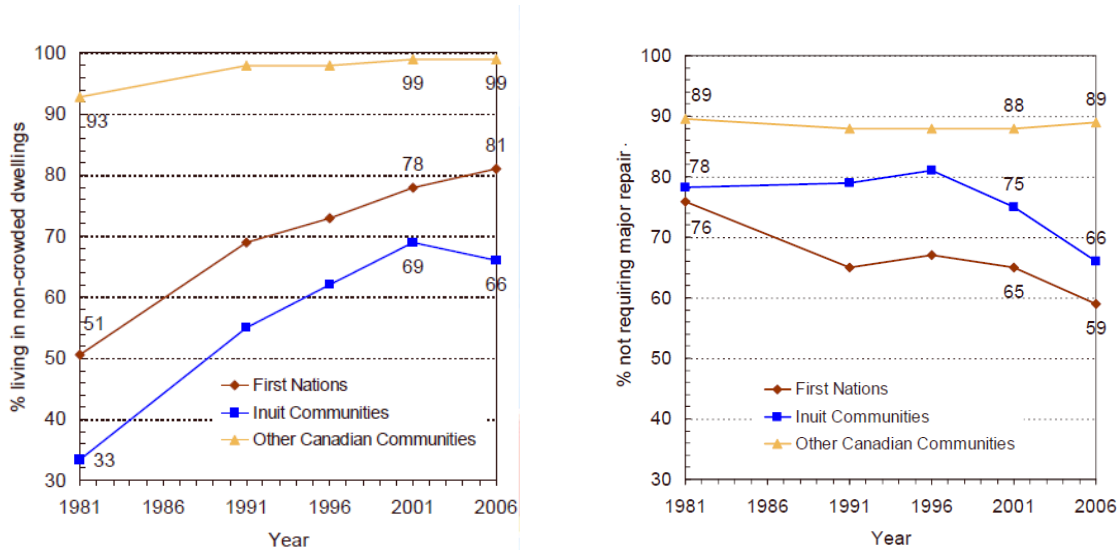 % living in non-crowded dwellings
100
90
80
70
60
50
40
30
93
99
99
51
78
81
33
69
66
First Nations
Inuit Communities
Other Canadian Communities
1981 1986 1991 1996 2001 2006
Year
% not requiring major repair
100
90
80
70
60
50
40
30
89
88
89
78
75
66
76
65
59
First Nations
Inuit Communities
Other Canadian Communities
1981 1986 1991 1996 2001 2006
Year